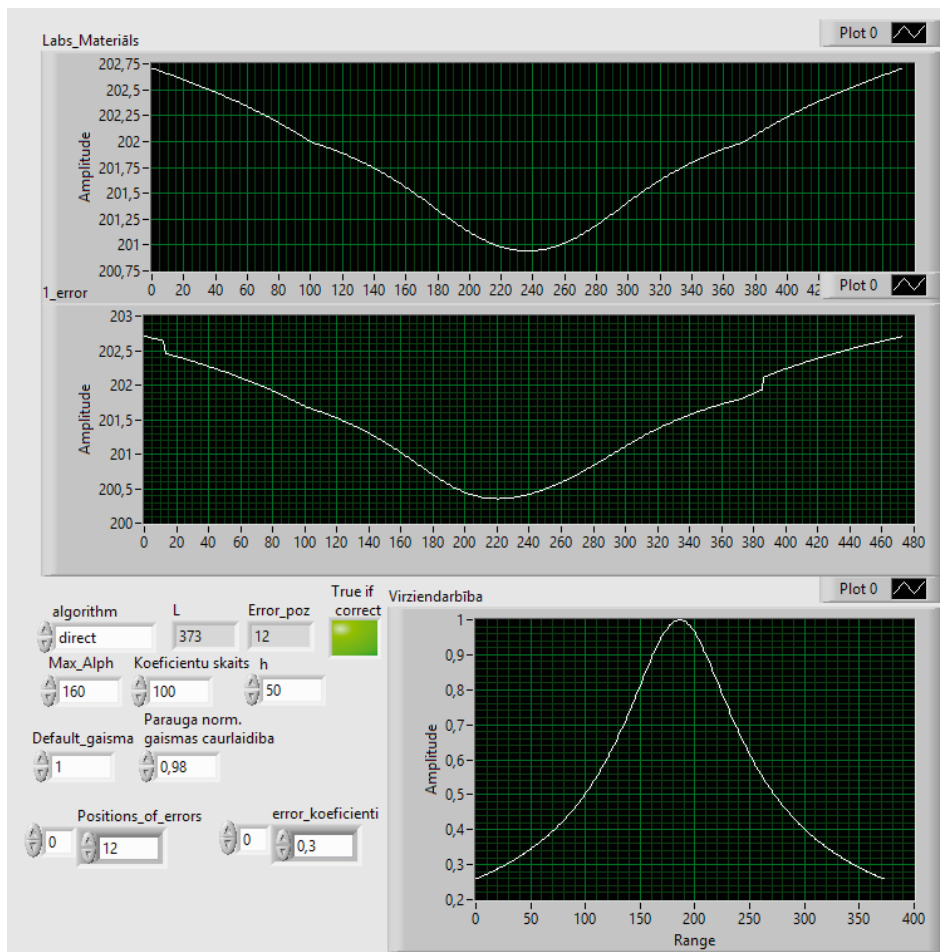 Plot 0
Labs_Materiāls
202,75
202,5
202,25
202
201,75
201,5
201,25
201
200,75
Amplitude
0 20 40 60 80 100 120 140 160 180 200 220 240 260 280 300 320 340 360 380 400 42
1_error
Plot 0
203
202,5
202
201,5
201
200,5
200
Amplitude
0 20 40 60 80 100 120 140 160 180 200 220 240 260 280 300 320 340 360 380 400 420 440 460 480
algorithm
direct
L
373
Error_poz
12
True if
correct
Max_Alph
160
Koeficientu skaits
100
h
50
Default_gaisma
1
Parauga norm.
gaismas caurlaidiba
0,98
Positions_of_errors
0
12
error_koeficienti
0
0,3
Virziendarbība
Plot 0
1
0,9
0,8
0,7
0,6
0,5
0,4
0,3
0,2
Amplitude
0 50 100 150 200 250 300 350 400
Range